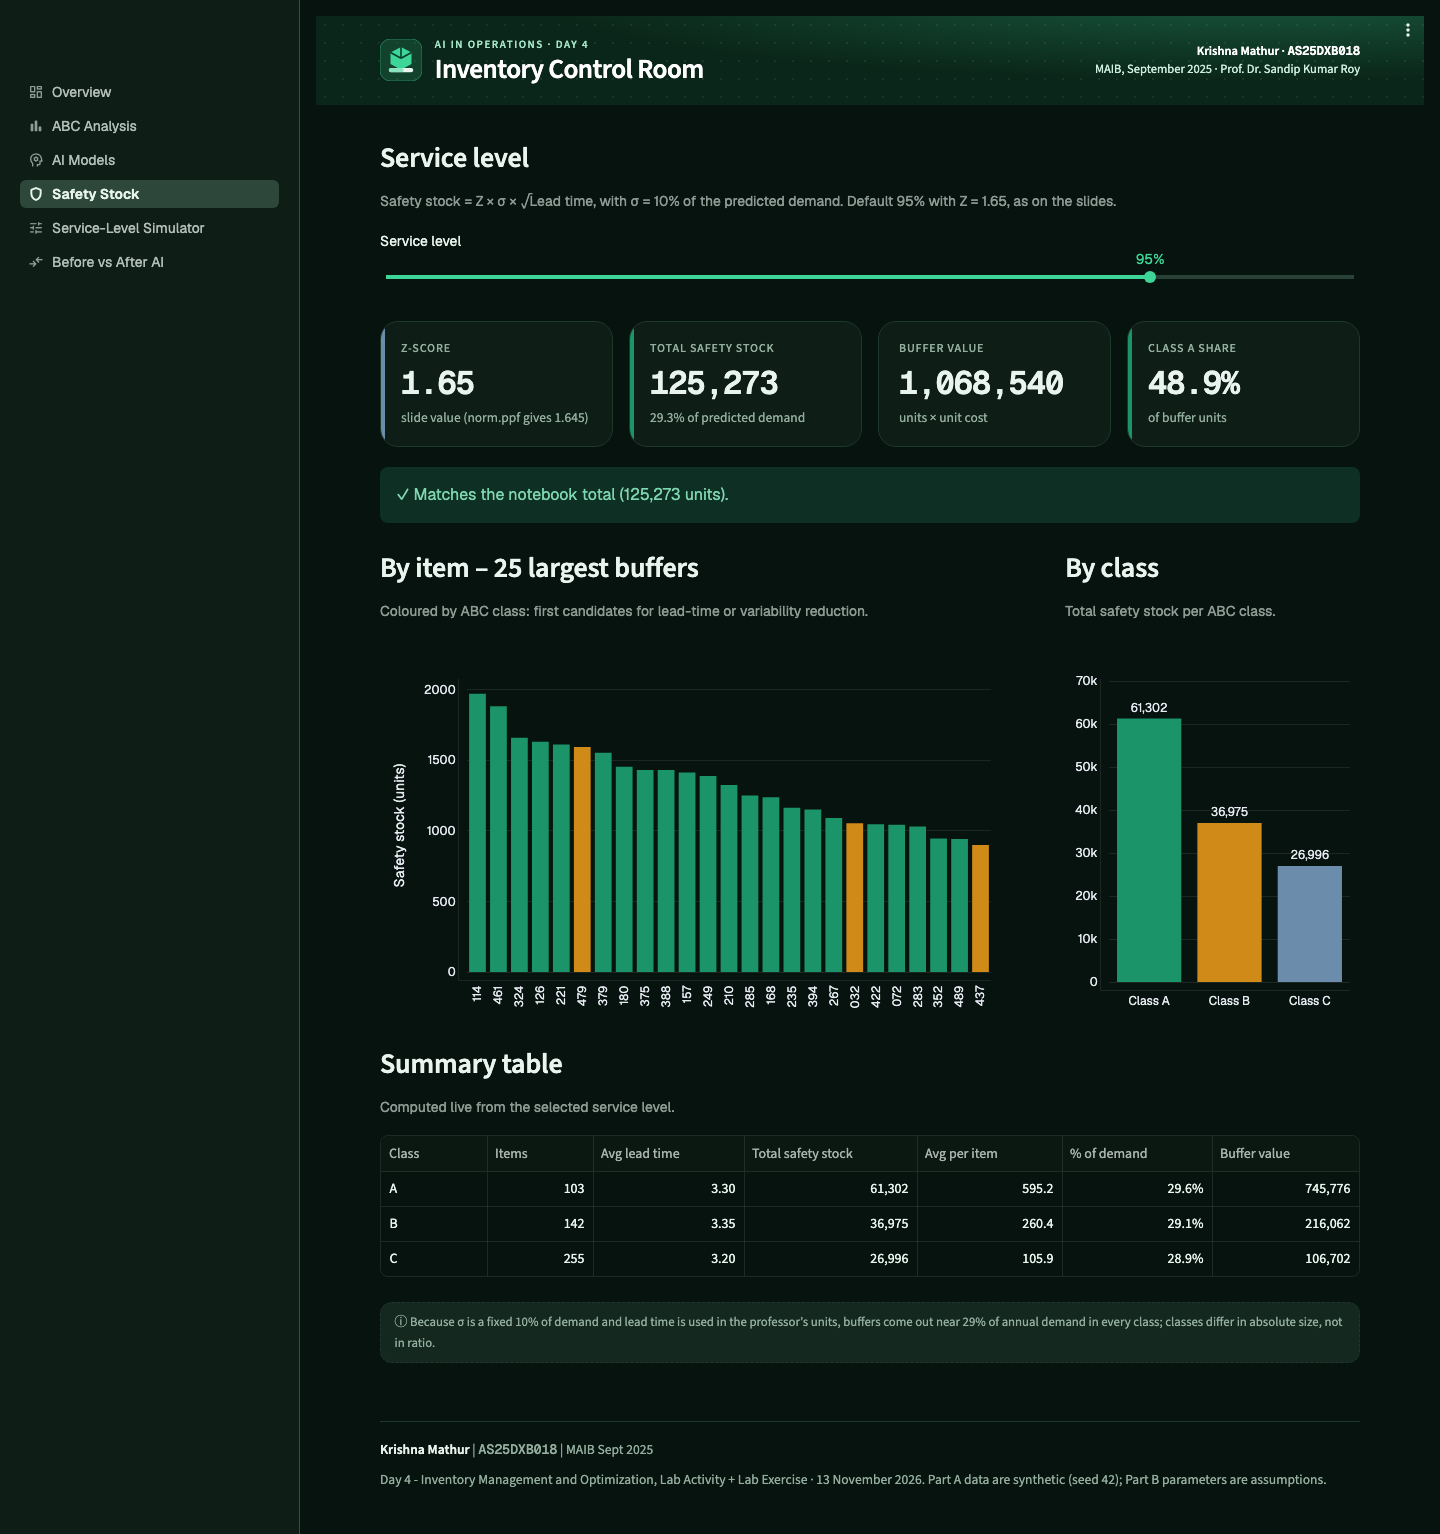 Overview
ABC Analysis
AI Models
Safety Stock
Service-Level Simulator
Before vs After AI
AI IN OPERATIONS · DAY 4
Inventory Control Room
Krishna Mathur · AS25DXB018
MAIB, September 2025 · Prof. Dr. Sandip Kumar Roy
Service level
Safety stock = Z × σ × √Lead time, with σ = 10% of the predicted demand. Default 95% with Z = 1.65, as on the slides.
Service level
95%
Z-SCORE
1.65
slide value (norm.ppf gives 1.645)
TOTAL SAFETY STOCK
125,273
29.3% of predicted demand
BUFFER VALUE
1,068,540
units × unit cost
CLASS A SHARE
48.9%
of buffer units
✓ Matches the notebook total (125,273 units).
By item – 25 largest buffers
Coloured by ABC class: first candidates for lead-time or variability reduction.
Safety stock (units)
2000
1500
1000
500
0
114 461 324 126 221 479 379 180 375 388 157 249 210 285 168 235 394 267 032 422 072 283 352 489 437
By class
Total safety stock per ABC class.
70k
60k
50k
40k
30k
20k
10k
0
61,302
36,975
26,996
Class A Class B Class C
Summary table
Computed live from the selected service level.
Class Items Avg lead time Total safety stock Avg per item % of demand Buffer value
A 103 3.30 61,302 595.2 29.6% 745,776
B 142 3.35 36,975 260.4 29.1% 216,062
C 255 3.20 26,996 105.9 28.9% 106,702
ⓘ Because σ is a fixed 10% of demand and lead time is used in the professor's units, buffers come out near 29% of annual demand in every class; classes differ in absolute size, not
in ratio.
Krishna Mathur | AS25DXB018 | MAIB Sept 2025
Day 4 - Inventory Management and Optimization, Lab Activity + Lab Exercise · 13 November 2026. Part A data are synthetic (seed 42); Part B parameters are assumptions.